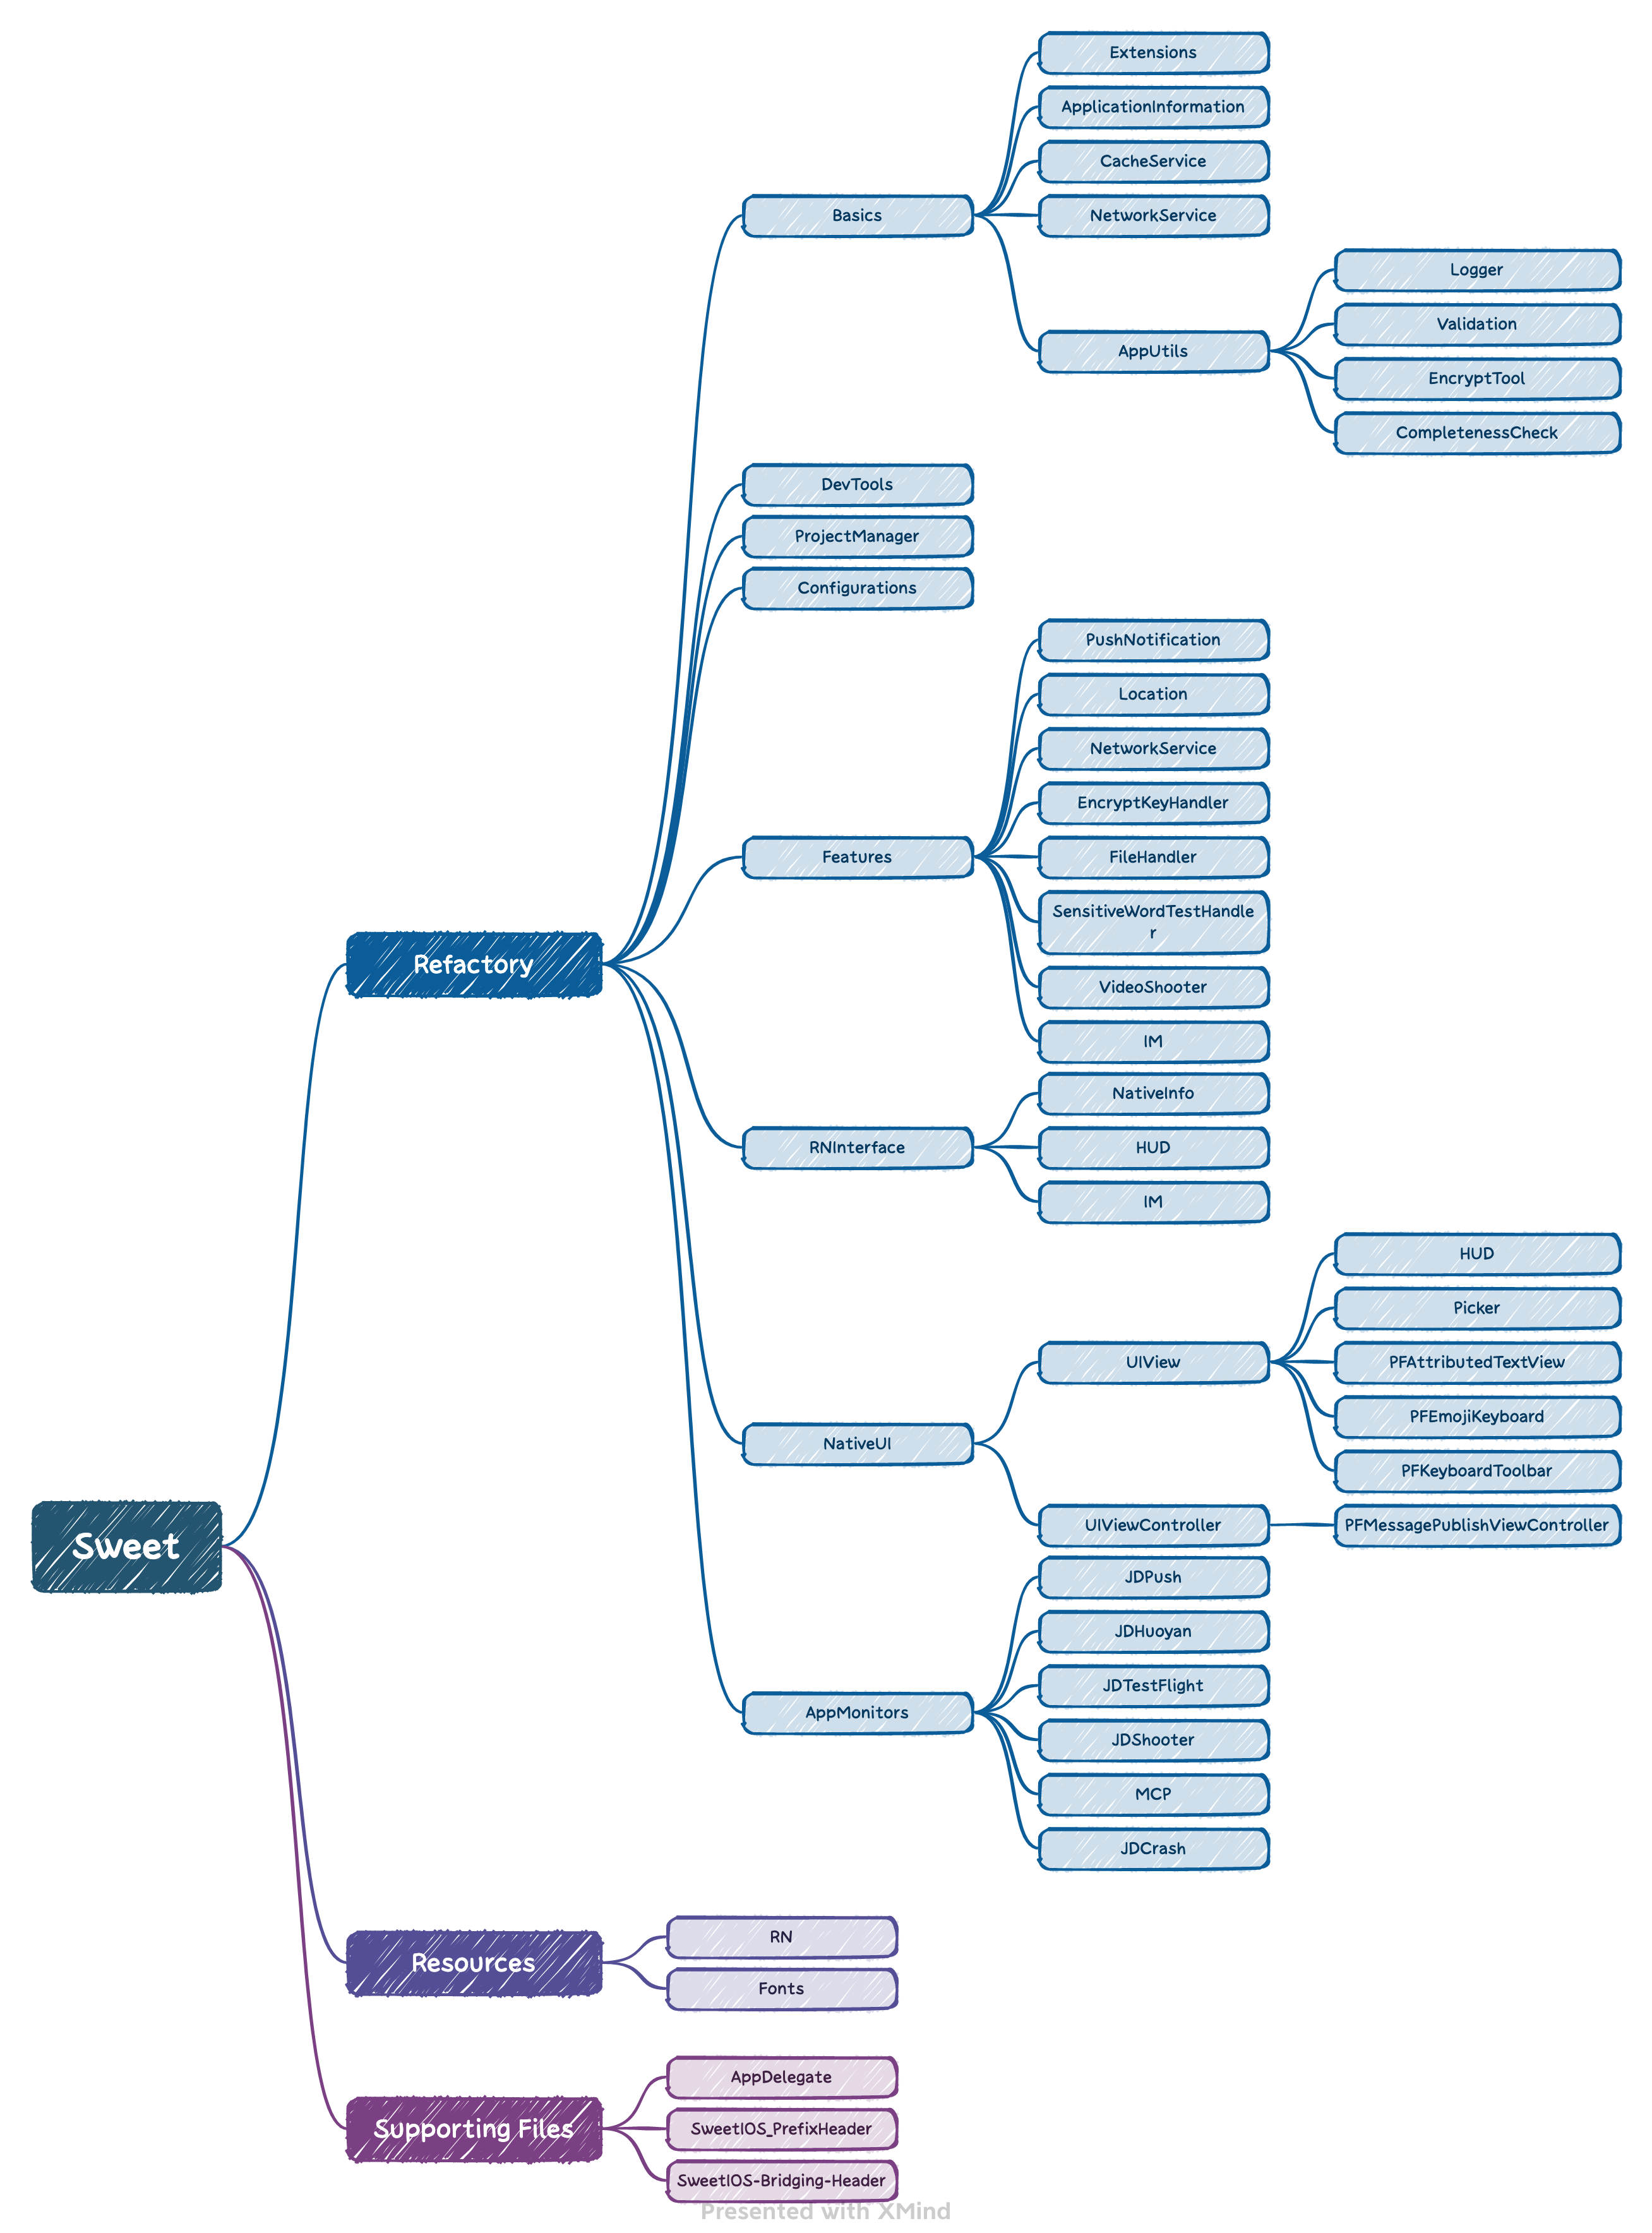 Extensions
ApplicationInformation
CacheService
NetworkService
Basics
Logger
Validation
AppUtils
EncryptTool
CompletenessCheck
DevTools
ProjectManager
Configurations
PushNotification
Location
NetworkService
EncryptKeyHandler
Features
FileHandler
SensitiveWordTestHandle
r
Refactory
VideoShooter
IM
NativeInfo
RNInterface
HUD
IM
HUD
Picker
UIView
PFAttributedTextView
PFEmojiKeyboard
NativeUI
PFKeyboardToolbar
UIViewController
PFMessagePublishViewController
Sweet
JDPush
JDHuoyan
JDTestFlight
AppMonitors
JDShooter
MCP
JDCrash
RN
Resources
Fonts
AppDelegate
Supporting Files
SweetIOS_PrefixHeader
SweetIOS-Bridging-Header
Presented with XMind